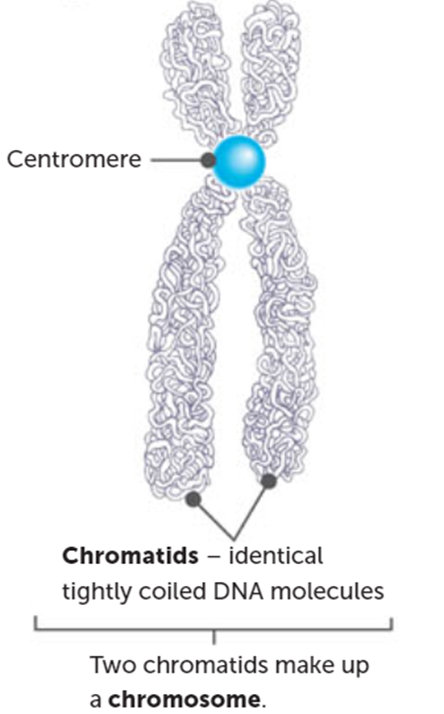 Centromere
Chromatids – identical
tightly coiled DNA molecules
Two chromatids make up
a chromosome.